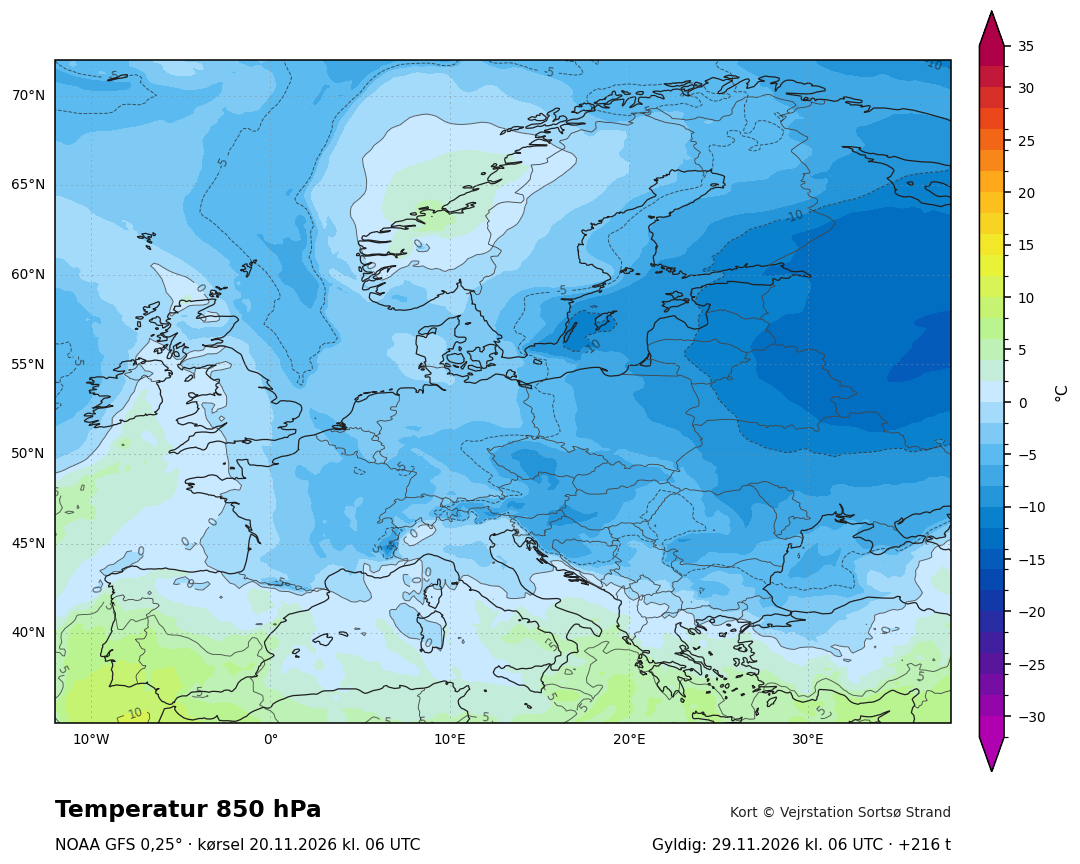 70°N
65°N
60°N
55°N
50°N
45°N
40°N
10°W
0°
10°E
20°E
30°E
35
30
25
20
15
10
5
0
−5
−10
−15
−20
−25
−30
°C
Temperatur 850 hPa
Kort © Vejrstation Sortsø Strand
NOAA GFS 0,25° · kørsel 20.11.2026 kl. 06 UTC
Gyldig: 29.11.2026 kl. 06 UTC · +216 t